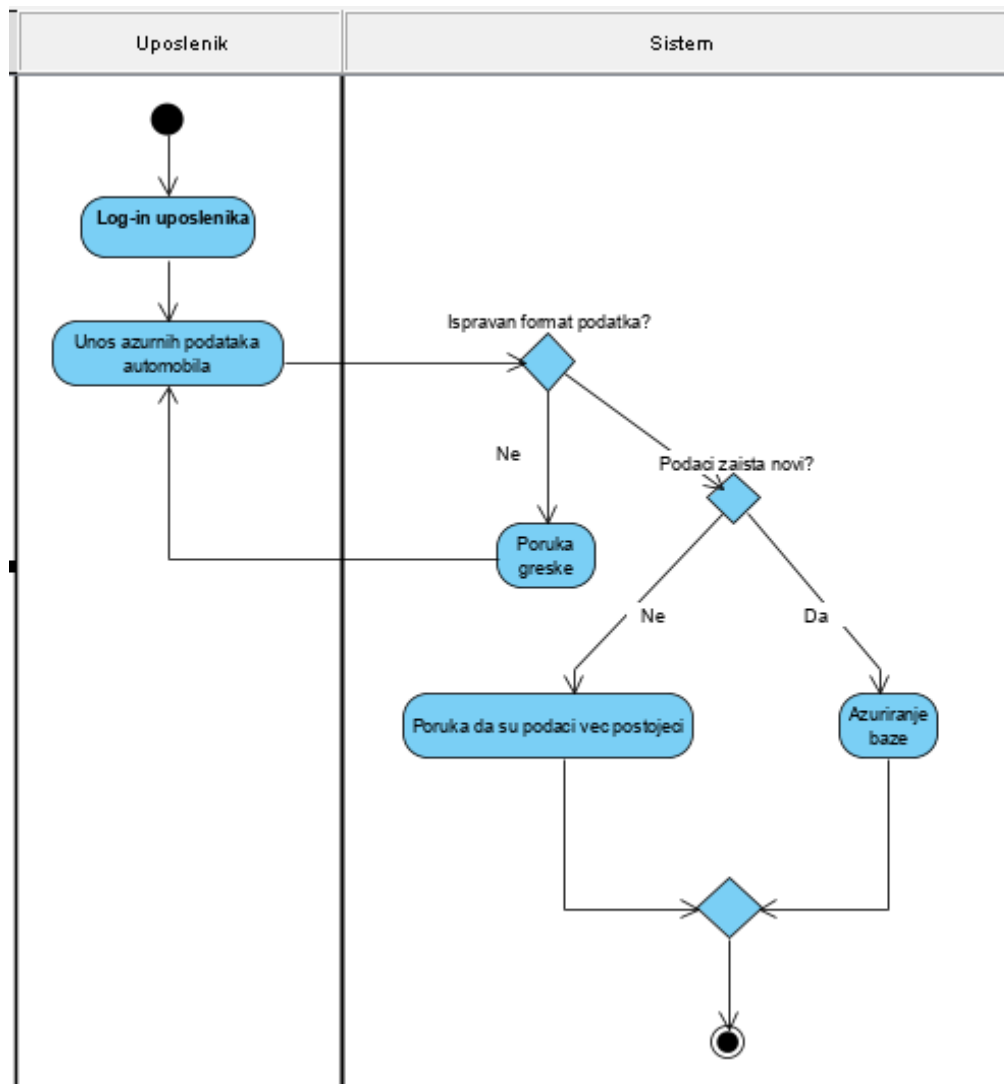 Uposlenik
Sistem
Log-in uposlenika
Unos azurnih podataka
automobila
Ispravan format podatka?
Ne
Podaci zaista novi?
Poruka
greske
Ne
Da
Poruka da su podaci vec postojeci
Azuriranje
baze